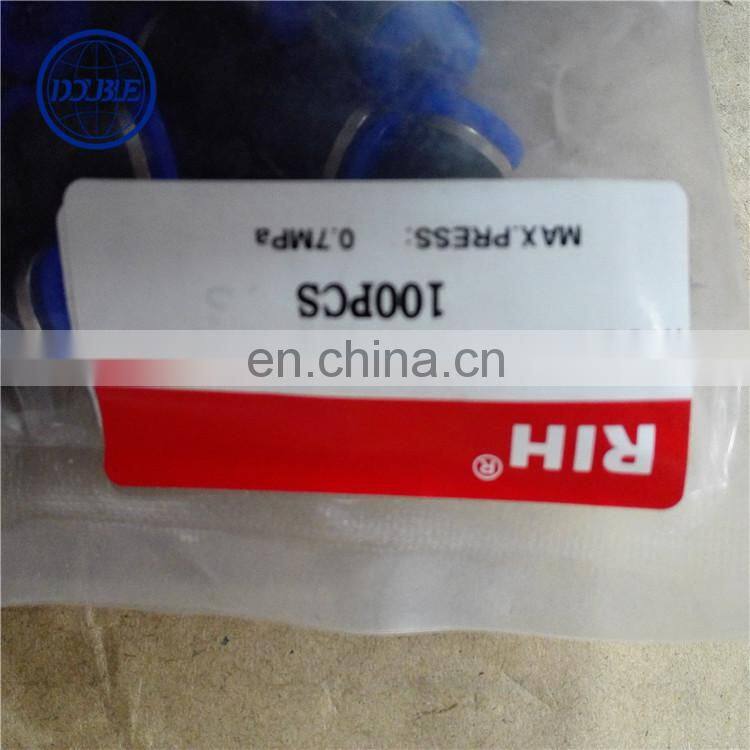 DOUBLE
RIH®
100PCS
MAX.PRESS: 0.7MPa
en.china.cn